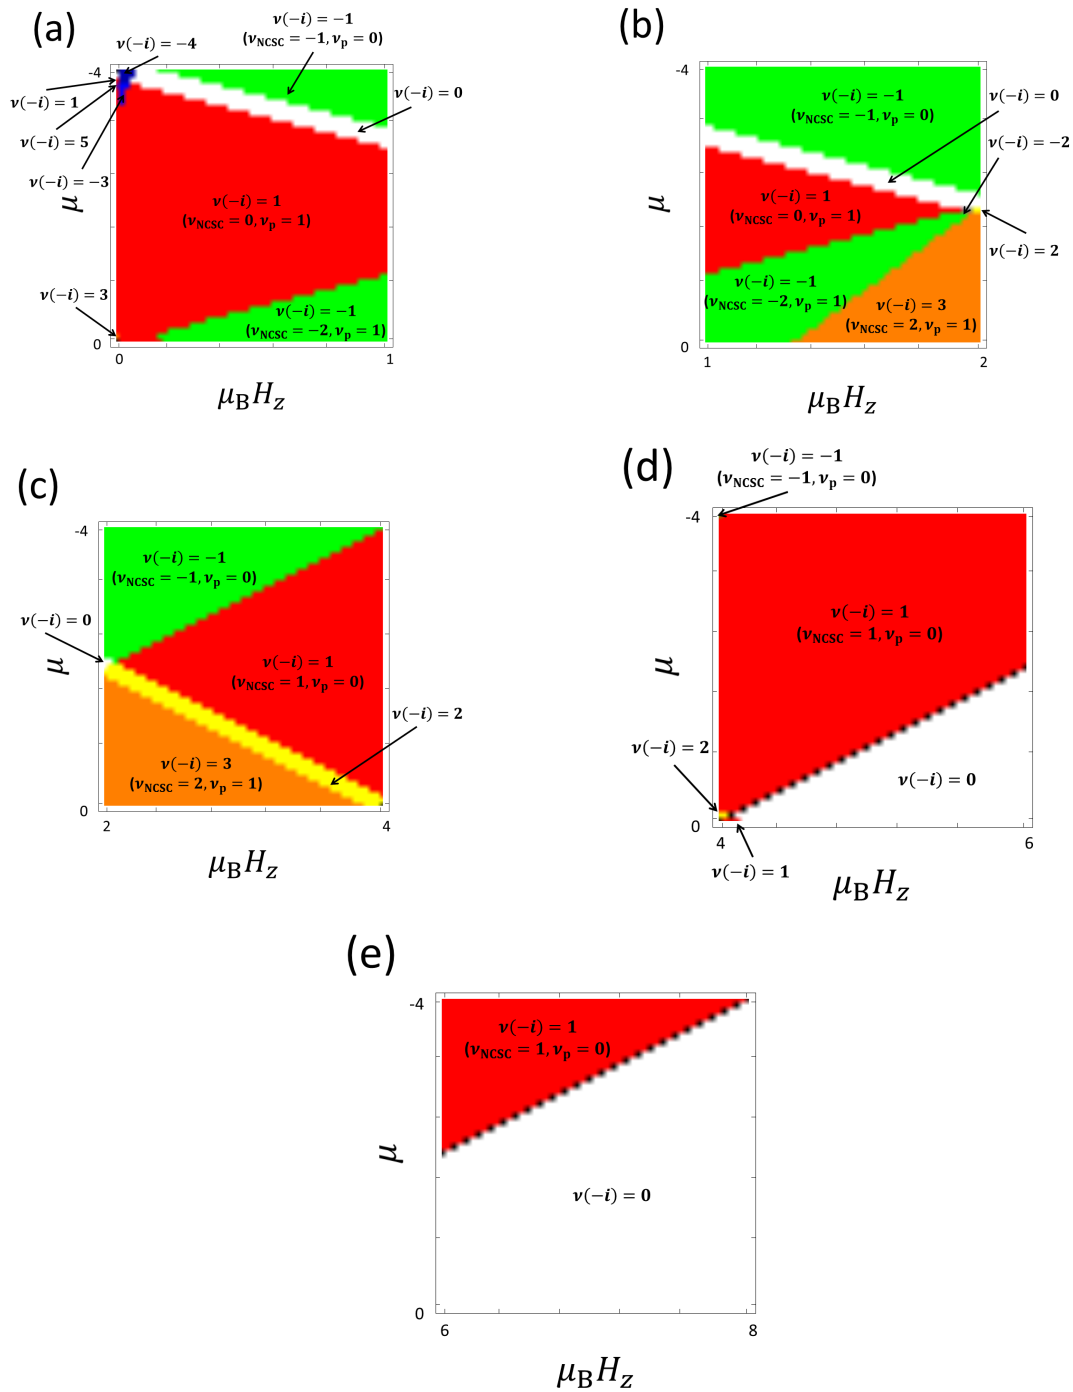 (a)
ν(−i) = −1
(ν_NCSC = −1, ν_p = 0)
ν(−i) = −4
ν(−i) = 0
ν(−i) = 1
ν(−i) = 5
ν(−i) = −3
ν(−i) = 1
(ν_NCSC = 0, ν_p = 1)
ν(−i) = 3
ν(−i) = −1
(ν_NCSC = −2, ν_p = 1)
-4
μ
0
0
1
μ_B H_z
(b)
ν(−i) = −1
(ν_NCSC = −1, ν_p = 0)
ν(−i) = 0
ν(−i) = −2
ν(−i) = 1
(ν_NCSC = 0, ν_p = 1)
ν(−i) = 2
ν(−i) = −1
(ν_NCSC = −2, ν_p = 1)
ν(−i) = 3
(ν_NCSC = 2, ν_p = 1)
-4
μ
0
1
2
μ_B H_z
(c)
ν(−i) = −1
(ν_NCSC = −1, ν_p = 0)
ν(−i) = 0
ν(−i) = 1
(ν_NCSC = 1, ν_p = 0)
ν(−i) = 2
ν(−i) = 3
(ν_NCSC = 2, ν_p = 1)
-4
μ
0
2
4
μ_B H_z
(d)
ν(−i) = −1
(ν_NCSC = −1, ν_p = 0)
ν(−i) = 1
(ν_NCSC = 1, ν_p = 0)
ν(−i) = 2
ν(−i) = 0
ν(−i) = 1
-4
μ
0
4
6
μ_B H_z
(e)
ν(−i) = 1
(ν_NCSC = 1, ν_p = 0)
ν(−i) = 0
-4
μ
0
6
8
μ_B H_z